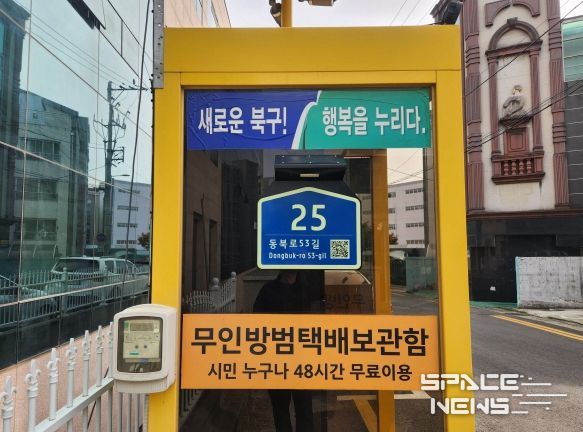 새로운 북구! 행복을 누리다.
25
동북로53길
Dongbuk-ro 53-gil
무인방범택배보관함
시민 누구나 48시간 무료이용
SPACE
NEWS